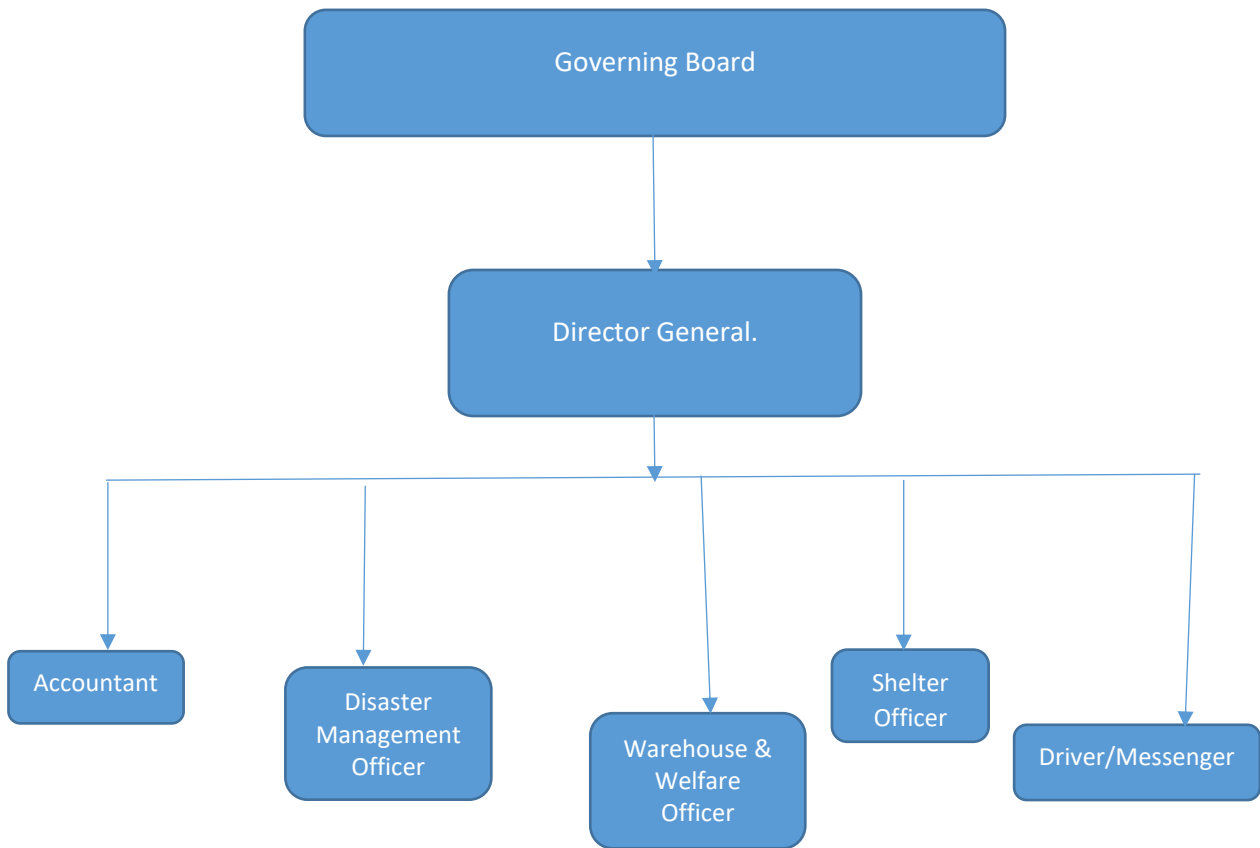 Governing Board
Director General.
Accountant
Disaster
Management
Officer
Warehouse &
Welfare
Officer
Shelter
Officer
Driver/Messenger